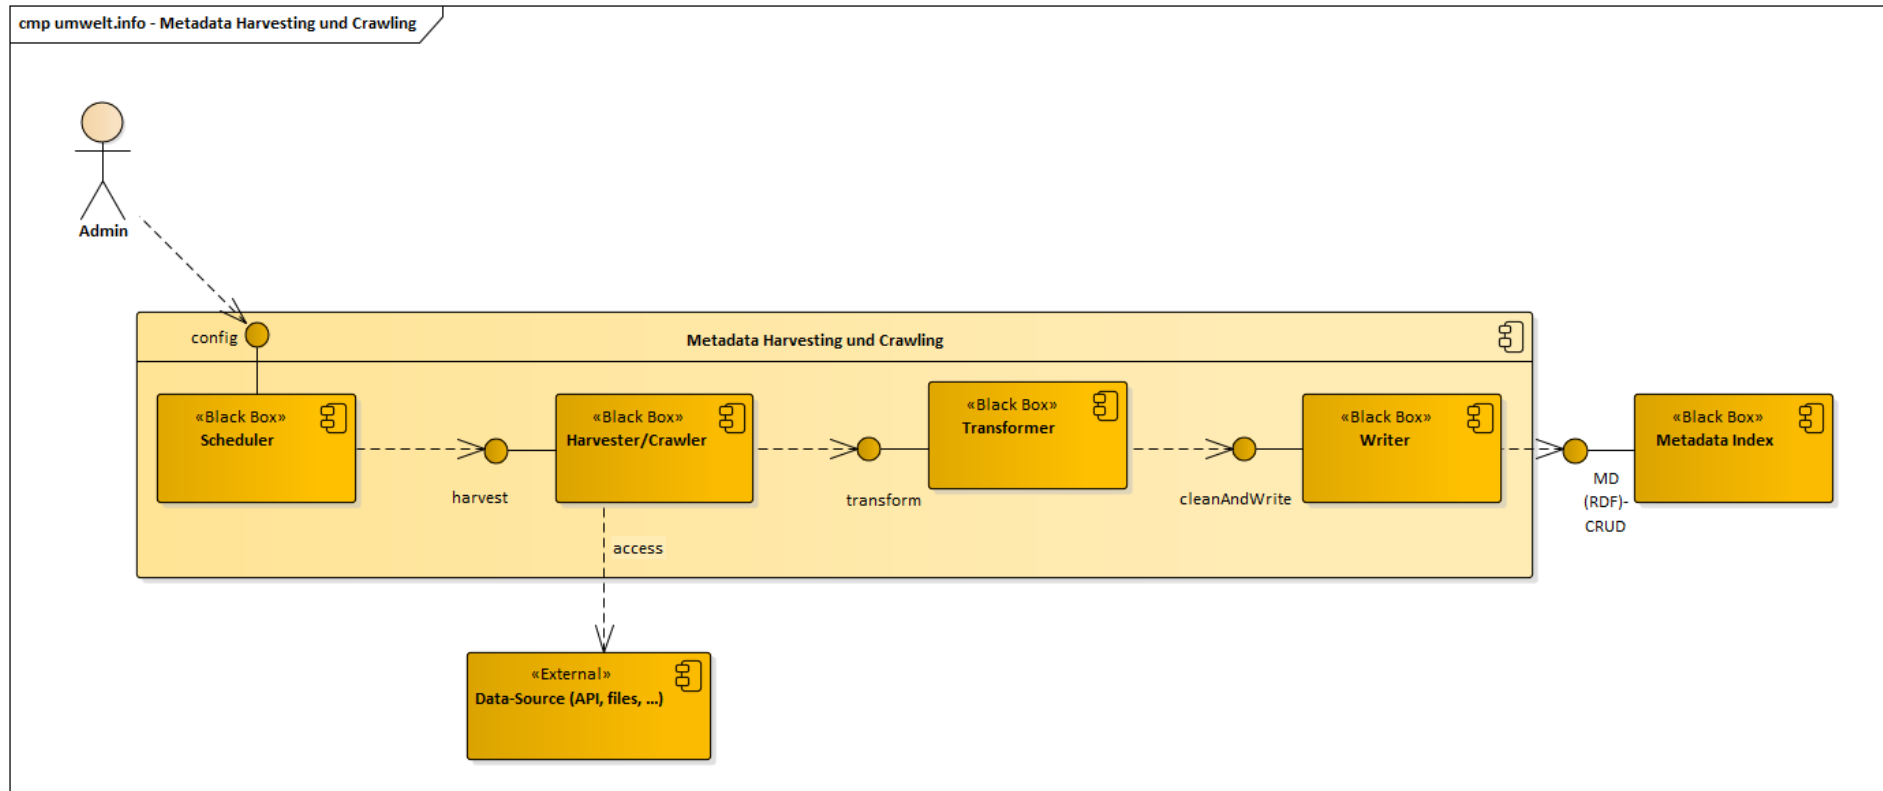 cmp umwelt.info - Metadata Harvesting und Crawling
Admin
config
Metadata Harvesting und Crawling
«Black Box»
Scheduler
harvest
«Black Box»
Harvester/Crawler
access
transform
«Black Box»
Transformer
cleanAndWrite
«Black Box»
Writer
MD
(RDF)-
CRUD
«Black Box»
Metadata Index
«External»
Data-Source (API, files, ...)